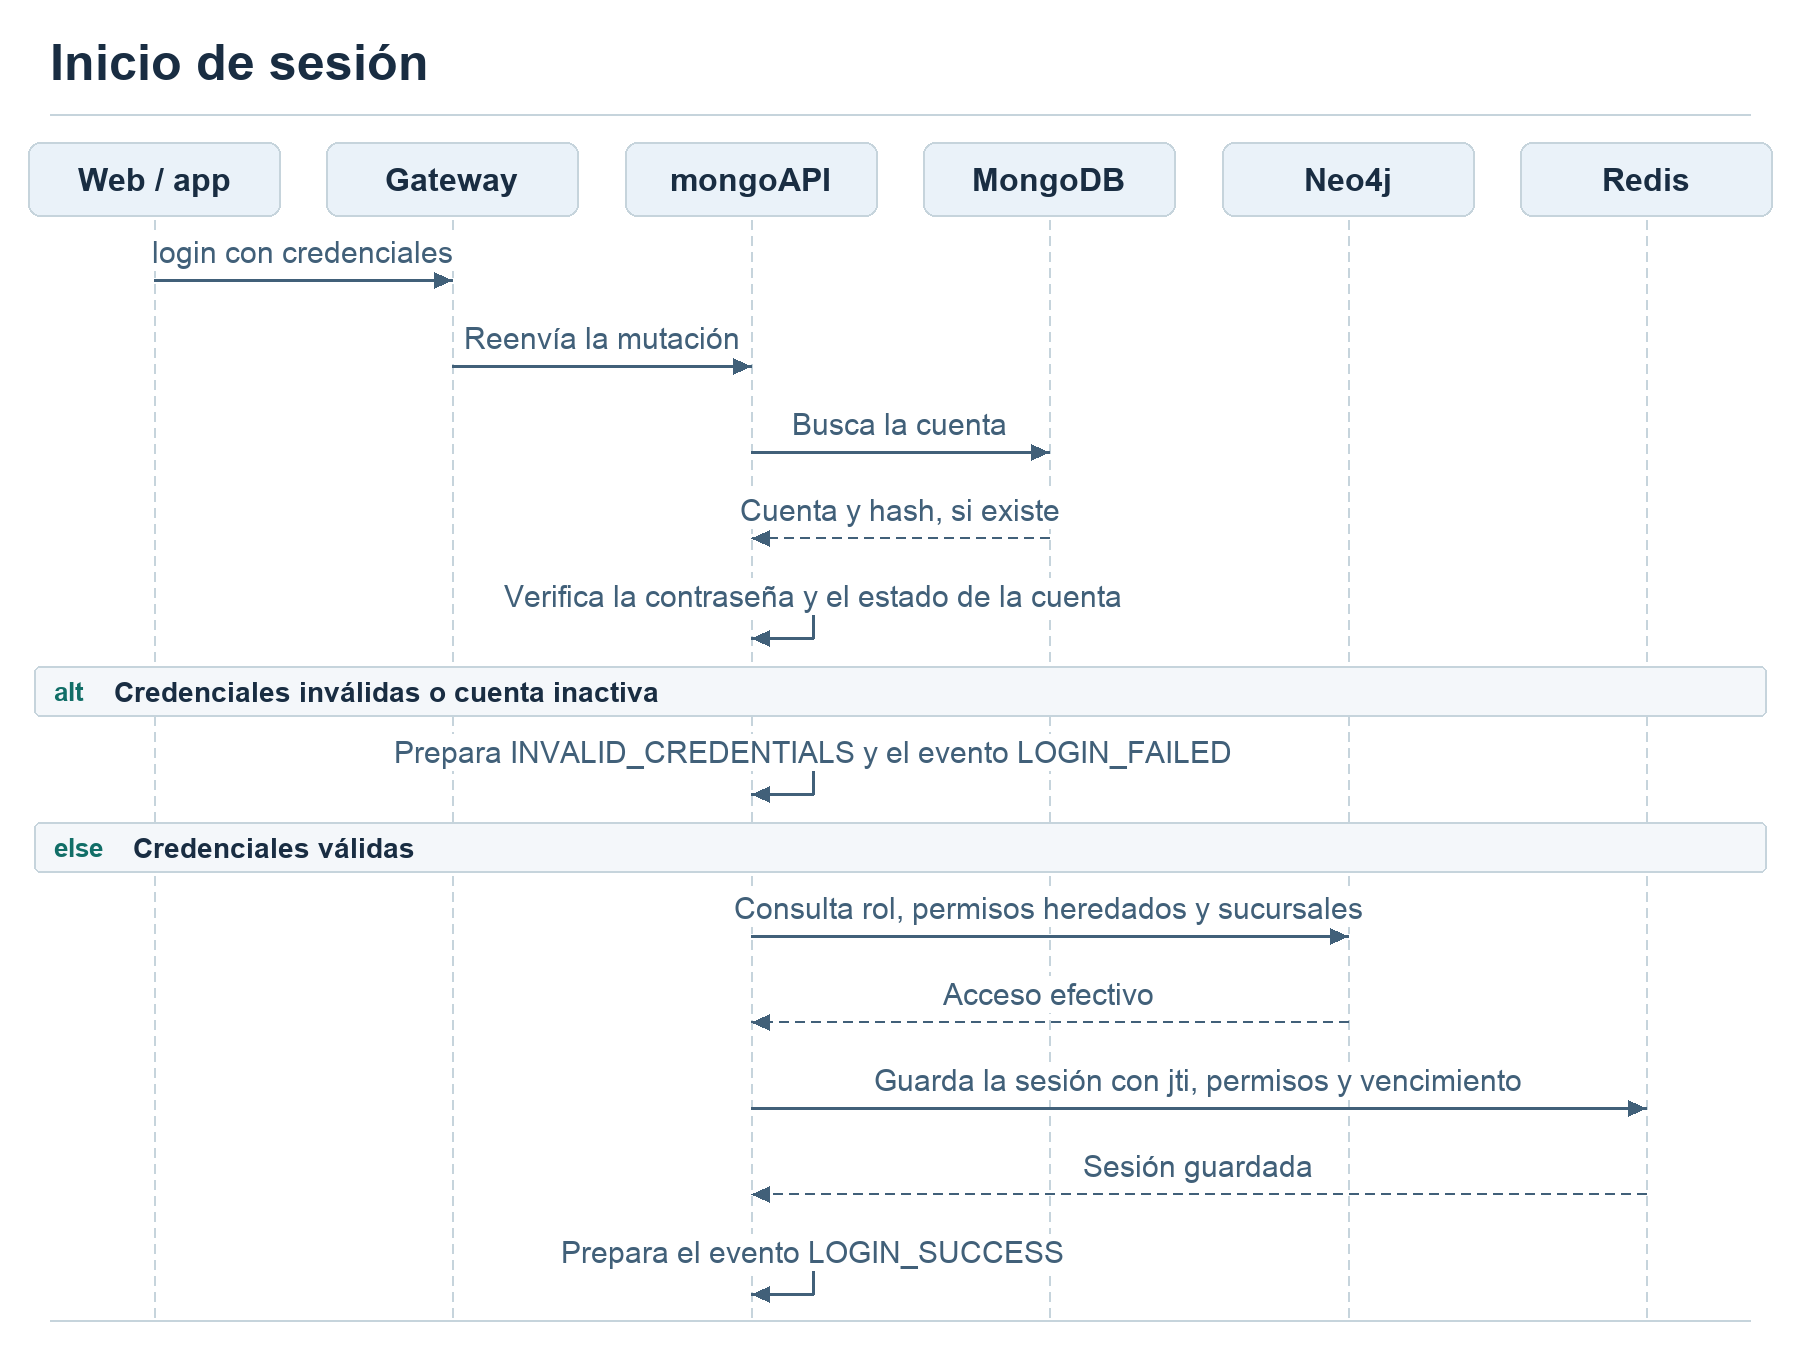 Inicio de sesión
Web / app
Gateway
mongoAPI
MongoDB
Neo4j
Redis
login con credenciales
Reenvía la mutación
Busca la cuenta
Cuenta y hash, si existe
Verifica la contraseña y el estado de la cuenta
alt Credenciales inválidas o cuenta inactiva
Prepara INVALID_CREDENTIALS y el evento LOGIN_FAILED
else Credenciales válidas
Consulta rol, permisos heredados y sucursales
Acceso efectivo
Guarda la sesión con jti, permisos y vencimiento
Sesión guardada
Prepara el evento LOGIN_SUCCESS